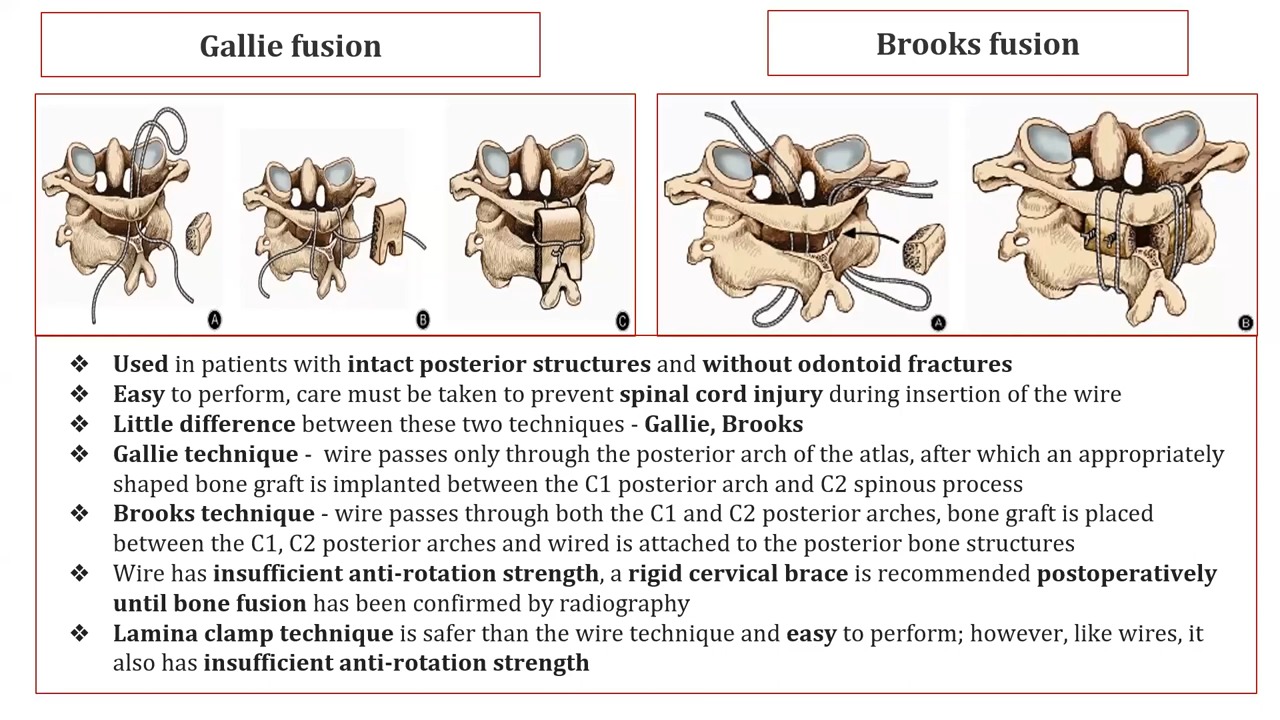 Gallie fusion
Brooks fusion
A
B
C
A
B
❖ Used in patients with intact posterior structures and without odontoid fractures
❖ Easy to perform, care must be taken to prevent spinal cord injury during insertion of the wire
❖ Little difference between these two techniques - Gallie, Brooks
❖ Gallie technique - wire passes only through the posterior arch of the atlas, after which an appropriately
shaped bone graft is implanted between the C1 posterior arch and C2 spinous process
❖ Brooks technique - wire passes through both the C1 and C2 posterior arches, bone graft is placed
between the C1, C2 posterior arches and wired is attached to the posterior bone structures
❖ Wire has insufficient anti-rotation strength, a rigid cervical brace is recommended postoperatively
until bone fusion has been confirmed by radiography
❖ Lamina clamp technique is safer than the wire technique and easy to perform; however, like wires, it
also has insufficient anti-rotation strength